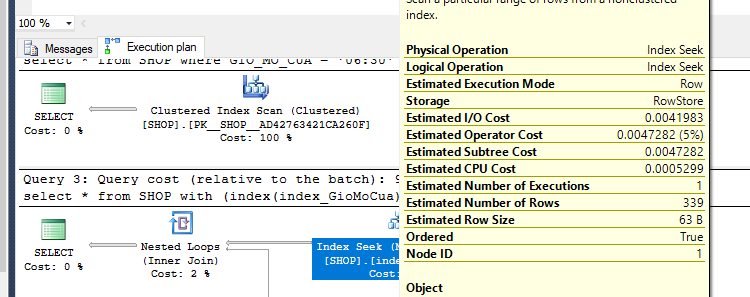 Scan a particular range of rows from a nonclustered
index.
100 %
Messages
Execution plan
select * from SHOP where GIO_MO_CUA = '06:30'
SELECT
Cost: 0 %
Clustered Index Scan (Clustered)
[SHOP].[PK__SHOP__AD42763421CA260F]
Cost: 100 %
Query 3: Query cost (relative to the batch): 9
select * from SHOP with (index(index_GioMoCua)
SELECT
Cost: 0 %
Nested Loops
(Inner Join)
Cost: 2 %
Index Seek (N
[SHOP].[inde
Cost:
Physical Operation Index Seek
Logical Operation Index Seek
Estimated Execution Mode Row
Storage RowStore
Estimated I/O Cost 0.0041983
Estimated Operator Cost 0.0047282 (5%)
Estimated Subtree Cost 0.0047282
Estimated CPU Cost 0.0005299
Estimated Number of Executions 1
Estimated Number of Rows 339
Estimated Row Size 63 B
Ordered True
Node ID 1
Object